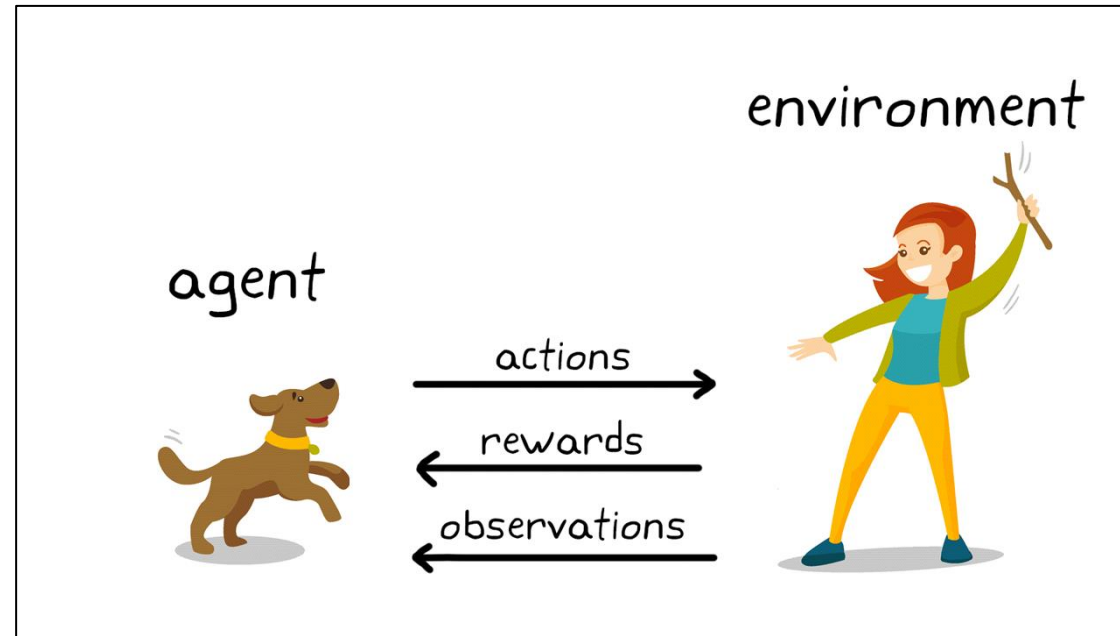 environment
agent
actions
rewards
observations